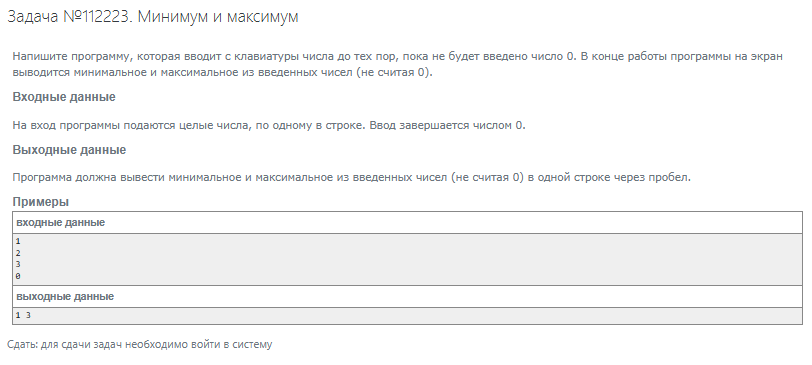 Задача №112223. Минимум и максимум
Напишите программу, которая вводит с клавиатуры числа до тех пор, пока не будет введено число 0. В конце работы программы на экран
выводится минимальное и максимальное из введенных чисел (не считая 0).
Входные данные
На вход программы подаются целые числа, по одному в строке. Ввод завершается числом 0.
Выходные данные
Программа должна вывести минимальное и максимальное из введенных чисел (не считая 0) в одной строке через пробел.
Примеры
входные данные
1
2
3
0
выходные данные
1 3
Сдать: для сдачи задач необходимо войти в систему